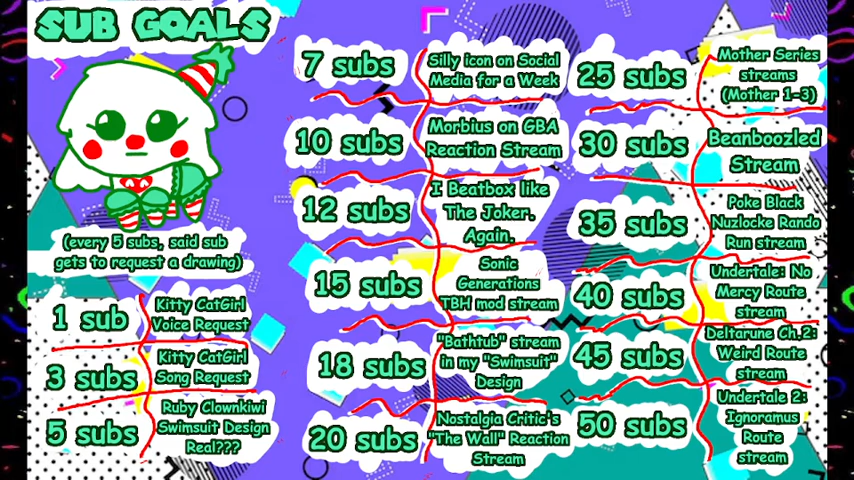 SUB GOALS
(every 5 subs, said sub
gets to request a drawing)
1 sub
Kitty CatGirl
Voice Request
3 subs
Kitty CatGirl
Song Request
5 subs
Ruby Clownkiwi
Swimsuit Design
Real???
7 subs
Silly icon on Social
Media for a Week
10 subs
Morbius on GBA
Reaction Stream
12 subs
I Beatbox like
The Joker.
Again.
15 subs
Sonic
Generations
TBH mod stream
18 subs
"Bathtub" stream
in my "Swimsuit"
Design
20 subs
Nostalgia Critic's
"The Wall" Reaction
Stream
25 subs
Mother Series
streams
(Mother 1-3)
30 subs
Beanboozled
Stream
35 subs
Poke Black
Nuzlocke Rando
Run stream
40 subs
Undertale: No
Mercy Route
stream
45 subs
Deltarune Ch.2:
Weird Route
stream
50 subs
Undertale 2:
Ignoramus
Route
stream